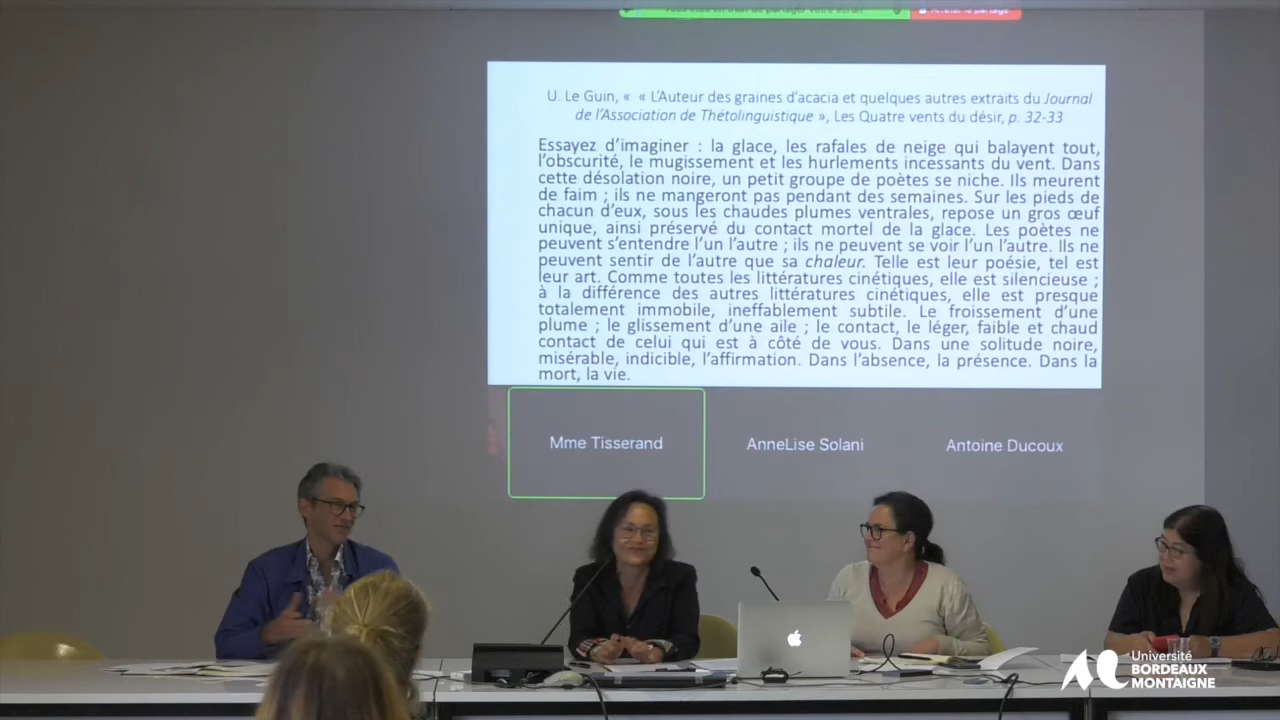 U. Le Guin, « « L'Auteur des graines d'acacia et quelques autres extraits du Journal
de l'Association de Thétolinguistique », Les Quatre vents du désir, p. 32-33
Essayez d'imaginer : la glace, les rafales de neige qui balayent tout,
l'obscurité, le mugissement et les hurlements incessants du vent. Dans
cette désolation noire, un petit groupe de poètes se niche. Ils meurent
de faim ; ils ne mangeront pas pendant des semaines. Sur les pieds de
chacun d'eux, sous les chaudes plumes ventrales, repose un gros œuf
unique, ainsi préservé du contact mortel de la glace. Les poètes ne
peuvent s'entendre l'un l'autre ; ils ne peuvent se voir l'un l'autre. Ils ne
peuvent sentir de l'autre que sa chaleur. Telle est leur poésie, tel est
leur art. Comme toutes les littératures cinétiques, elle est silencieuse ;
à la différence des autres littératures cinétiques, elle est presque
totalement immobile, ineffablement subtile. Le froissement d'une
plume ; le glissement d'une aile ; le contact, le léger, faible et chaud
contact de celui qui est à côté de vous. Dans une solitude noire,
misérable, indicible, l'affirmation. Dans l'absence, la présence. Dans la
mort, la vie.
Mme Tisserand
AnneLise Solani
Antoine Ducoux
Université
BORDEAUX
MONTAIGNE